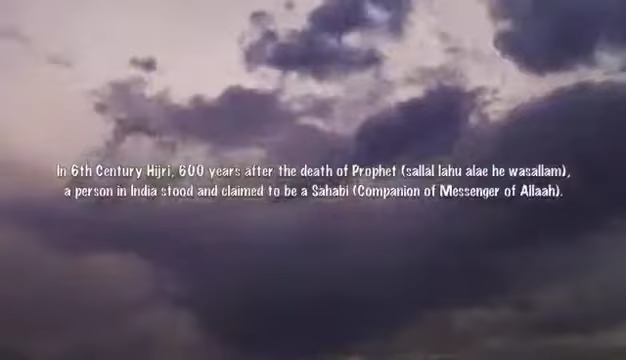 In 6th Century Hijri, 600 years after the death of Prophet (sallal lahu alae he wasallam),
a person in India stood and claimed to be a Sahabi (Companion of Messenger of Allaah).